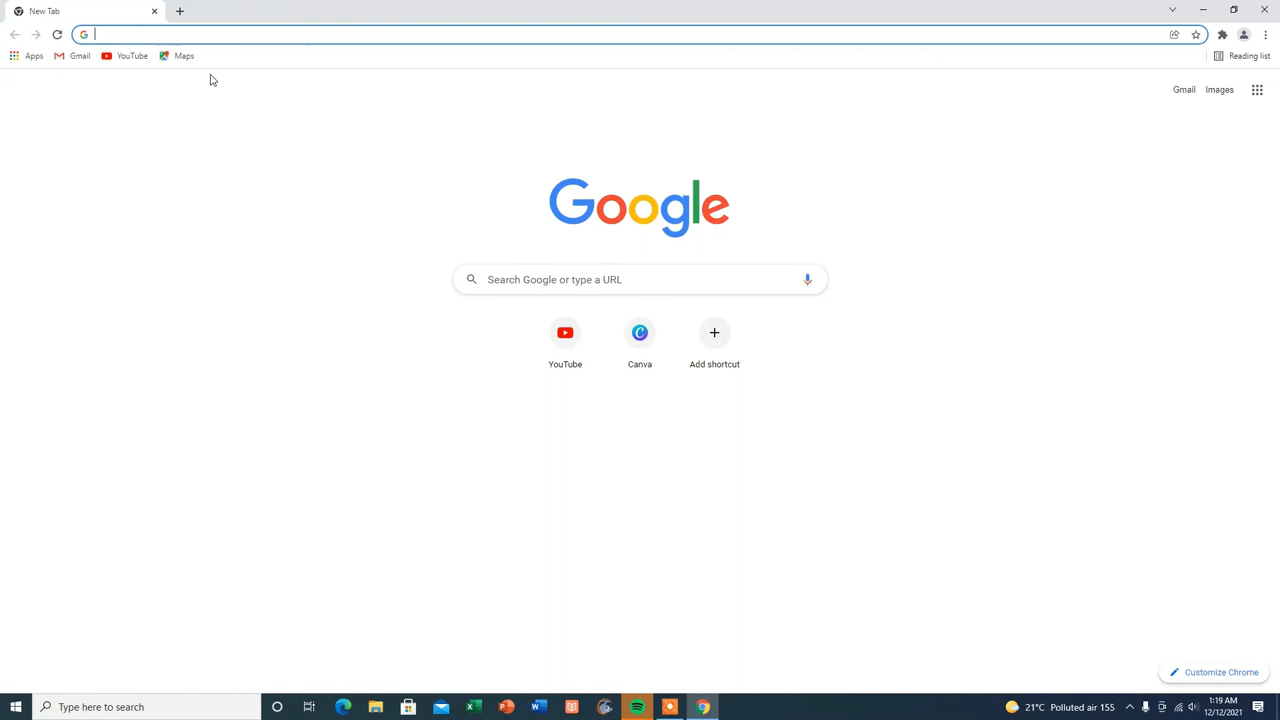 New Tab
Apps Gmail YouTube Maps Reading list
Gmail Images
Google
Search Google or type a URL
YouTube Canva Add shortcut
Customize Chrome
Type here to search
21°C Polluted air 155
1:19 AM
12/12/2021